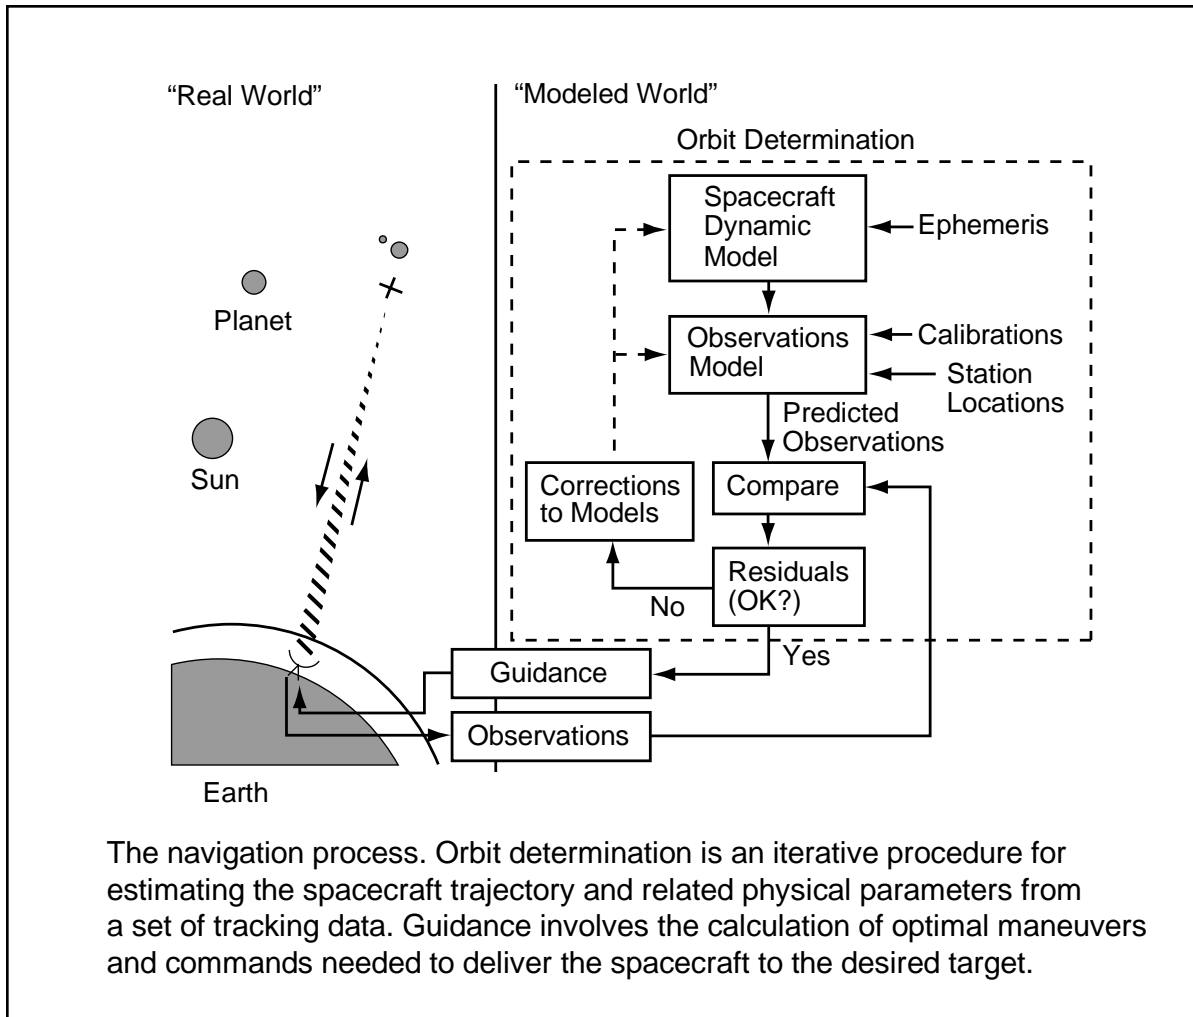 “Real World”
“Modeled World”
Orbit Determination
Spacecraft
Dynamic
Model
Ephemeris
Planet
Observations
Model
Calibrations
Station
Locations
Predicted
Observations
Sun
Corrections
to Models
Compare
Residuals
(OK?)
No
Yes
Guidance
Observations
Earth
The navigation process. Orbit determination is an iterative procedure for
estimating the spacecraft trajectory and related physical parameters from
a set of tracking data. Guidance involves the calculation of optimal maneuvers
and commands needed to deliver the spacecraft to the desired target.